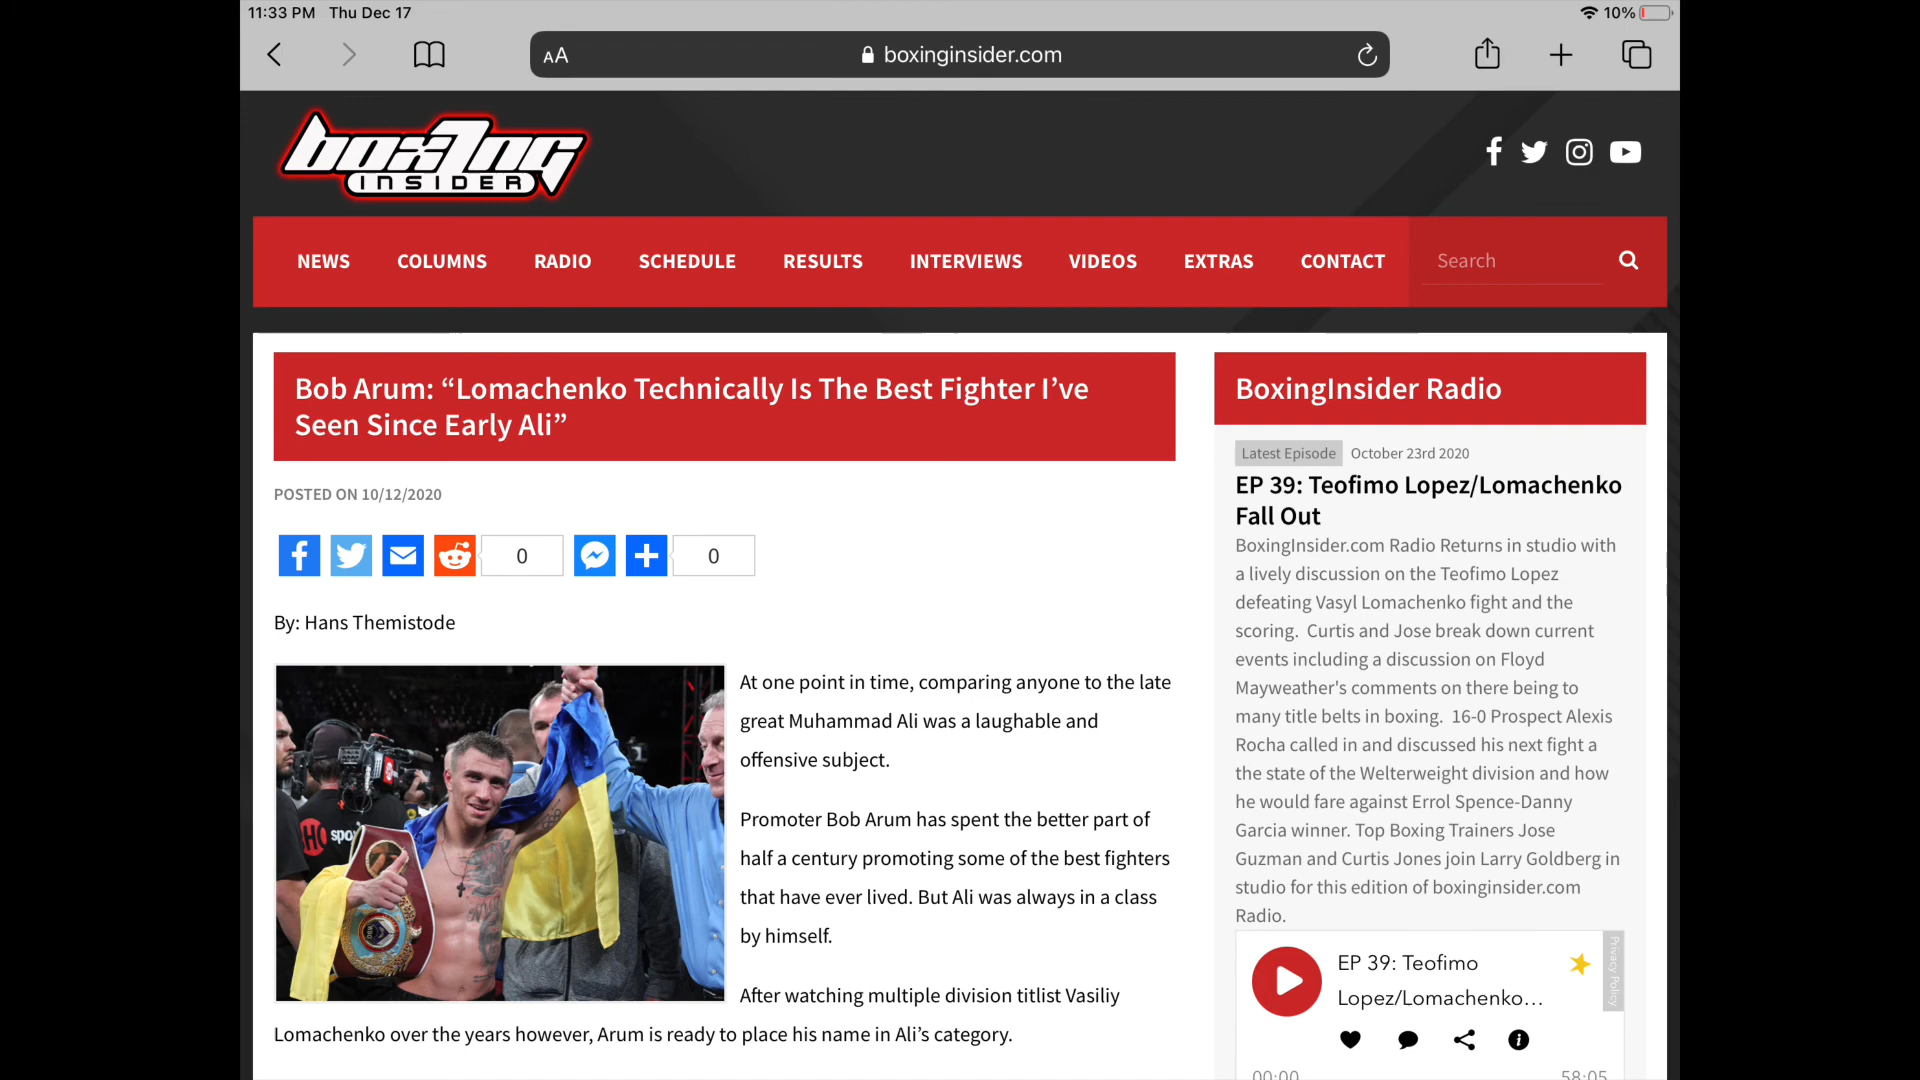 11:33 PM Thu Dec 17
10%
AA
boxinginsider.com
boxing
INSIDER
NEWS COLUMNS RADIO SCHEDULE RESULTS INTERVIEWS VIDEOS EXTRAS CONTACT Search
Bob Arum: “Lomachenko Technically Is The Best Fighter I’ve
Seen Since Early Ali”
POSTED ON 10/12/2020
0
0
By: Hans Themistode
At one point in time, comparing anyone to the late
great Muhammad Ali was a laughable and
offensive subject.
Promoter Bob Arum has spent the better part of
half a century promoting some of the best fighters
that have ever lived. But Ali was always in a class
by himself.
After watching multiple division titlist Vasiliy
Lomachenko over the years however, Arum is ready to place his name in Ali’s category.
BoxingInsider Radio
Latest Episode October 23rd 2020
EP 39: Teofimo Lopez/Lomachenko
Fall Out
BoxingInsider.com Radio Returns in studio with
a lively discussion on the Teofimo Lopez
defeating Vasyl Lomachenko fight and the
scoring. Curtis and Jose break down current
events including a discussion on Floyd
Mayweather's comments on there being to
many title belts in boxing. 16-0 Prospect Alexis
Rocha called in and discussed his next fight a
the state of the Welterweight division and how
he would fare against Errol Spence-Danny
Garcia winner. Top Boxing Trainers Jose
Guzman and Curtis Jones join Larry Goldberg in
studio for this edition of boxinginsider.com
Radio.
EP 39: Teofimo
Lopez/Lomachenko...
Privacy Policy
00:00
58:05